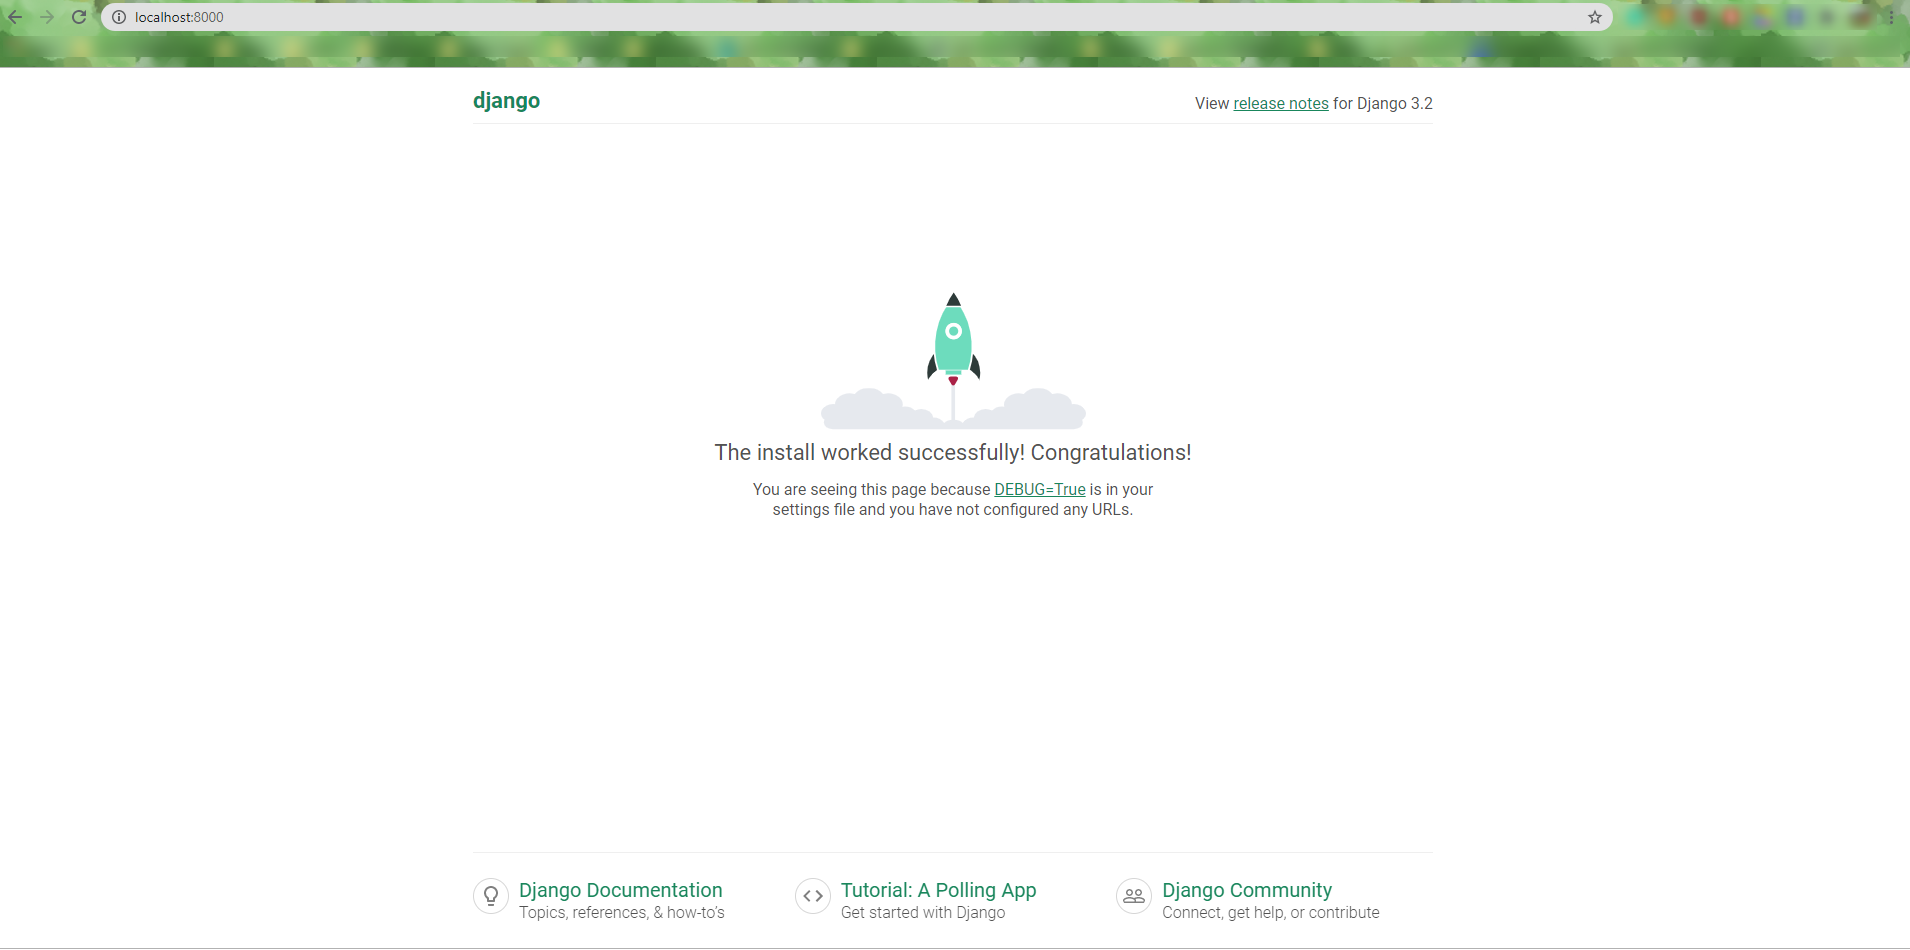 localhost:8000
django
View release notes for Django 3.2
The install worked successfully! Congratulations!
You are seeing this page because DEBUG=True is in your
settings file and you have not configured any URLs.
Django Documentation
Topics, references, & how-to’s
Tutorial: A Polling App
Get started with Django
Django Community
Connect, get help, or contribute